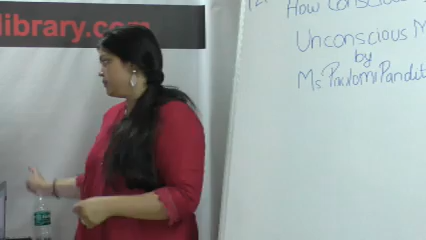 library.com
How Conscious
Unconscious M
by
Ms Paulomi Pandit